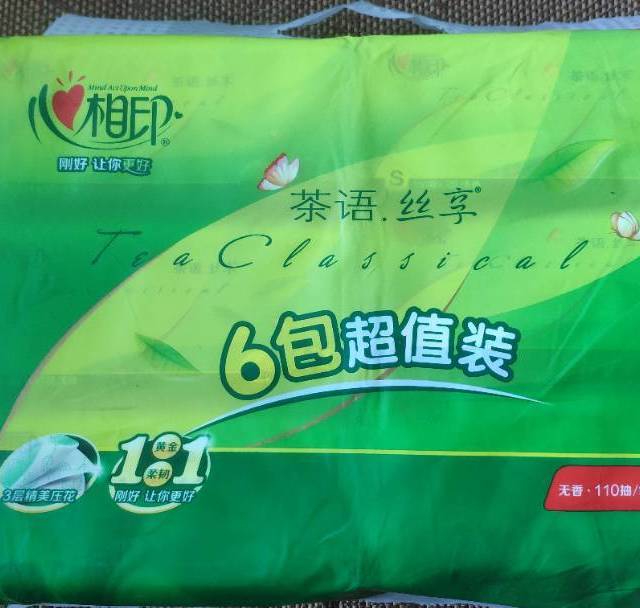 Mind Act Upon Mind
心相印®
刚好 让你更好
茶语.丝享®
Tea Classical
6包超值装
3层精美压花
1:1
黄金
柔韧
刚好 让你更好
无香·110抽/